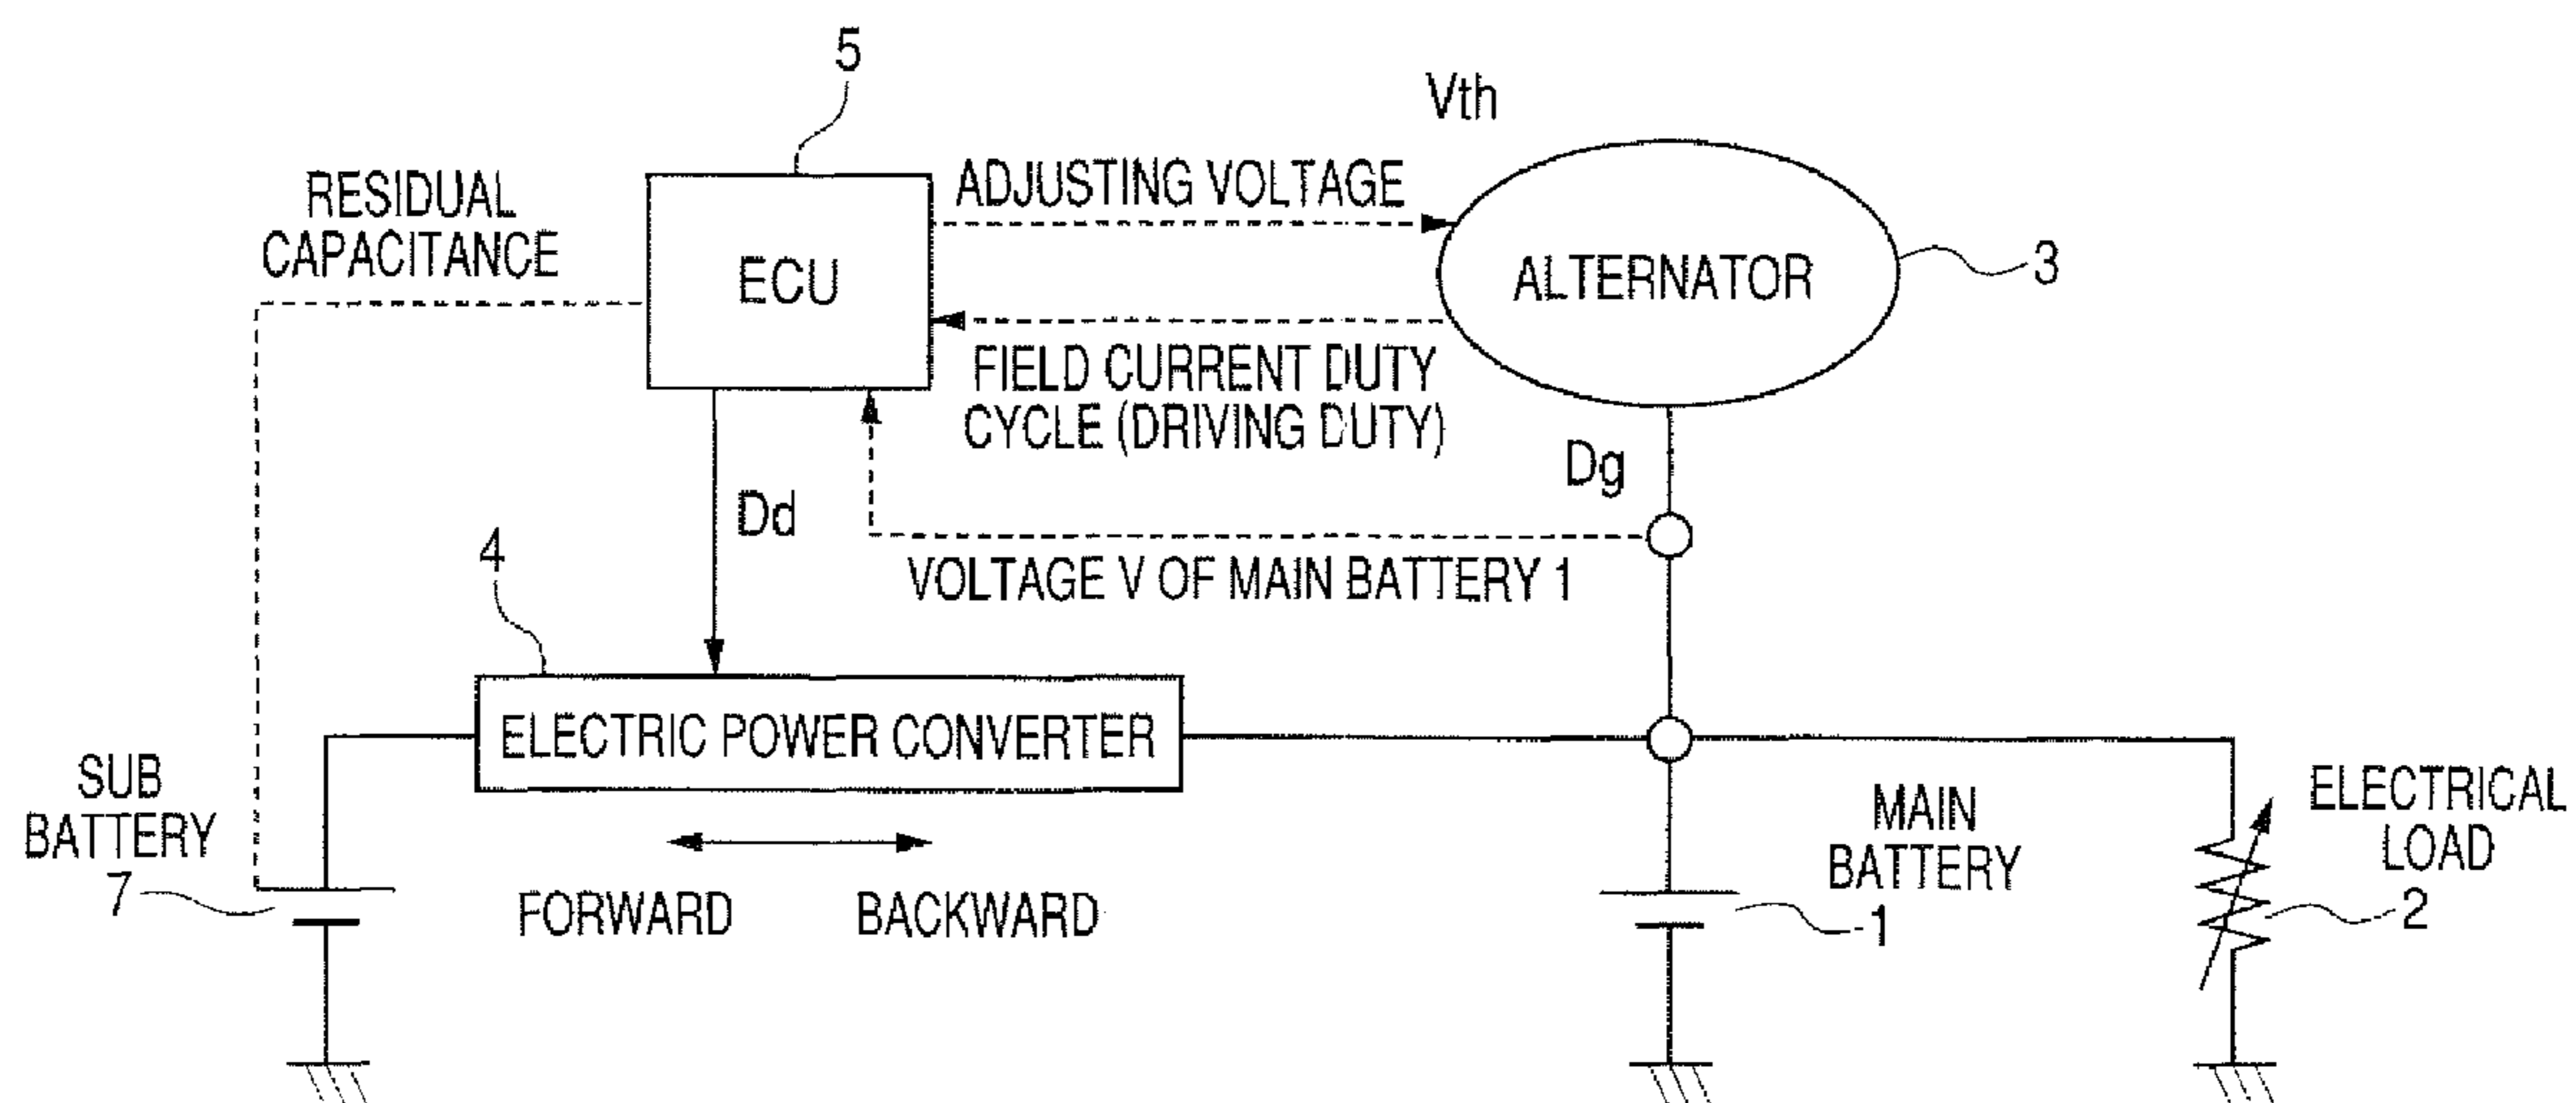 5
Vth
RESIDUAL
CAPACITANCE
ECU
ADJUSTING VOLTAGE
ALTERNATOR
3
FIELD CURRENT DUTY
CYCLE (DRIVING DUTY)
Dg
Dd
VOLTAGE V OF MAIN BATTERY 1
4
ELECTRIC POWER CONVERTER
SUB
BATTERY
7
FORWARD
BACKWARD
MAIN
BATTERY
1
ELECTRICAL
LOAD
2